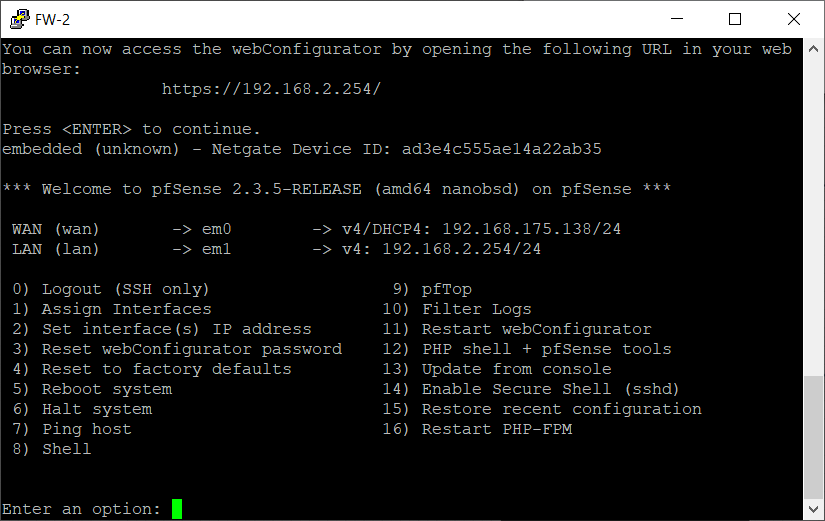 FW-2
You can now access the webConfigurator by opening the following URL in your web
browser:
https://192.168.2.254/
Press <ENTER> to continue.
embedded (unknown) - Netgate Device ID: ad3e4c555ae14a22ab35
*** Welcome to pfSense 2.3.5-RELEASE (amd64 nanobsd) on pfSense ***
WAN (wan)       -> em0        -> v4/DHCP4: 192.168.175.138/24
LAN (lan)       -> em1        -> v4: 192.168.2.254/24
0) Logout (SSH only)                  9) pfTop
1) Assign Interfaces                 10) Filter Logs
2) Set interface(s) IP address       11) Restart webConfigurator
3) Reset webConfigurator password    12) PHP shell + pfSense tools
4) Reset to factory defaults         13) Update from console
5) Reboot system                     14) Enable Secure Shell (sshd)
6) Halt system                       15) Restore recent configuration
7) Ping host                         16) Restart PHP-FPM
8) Shell
Enter an option: